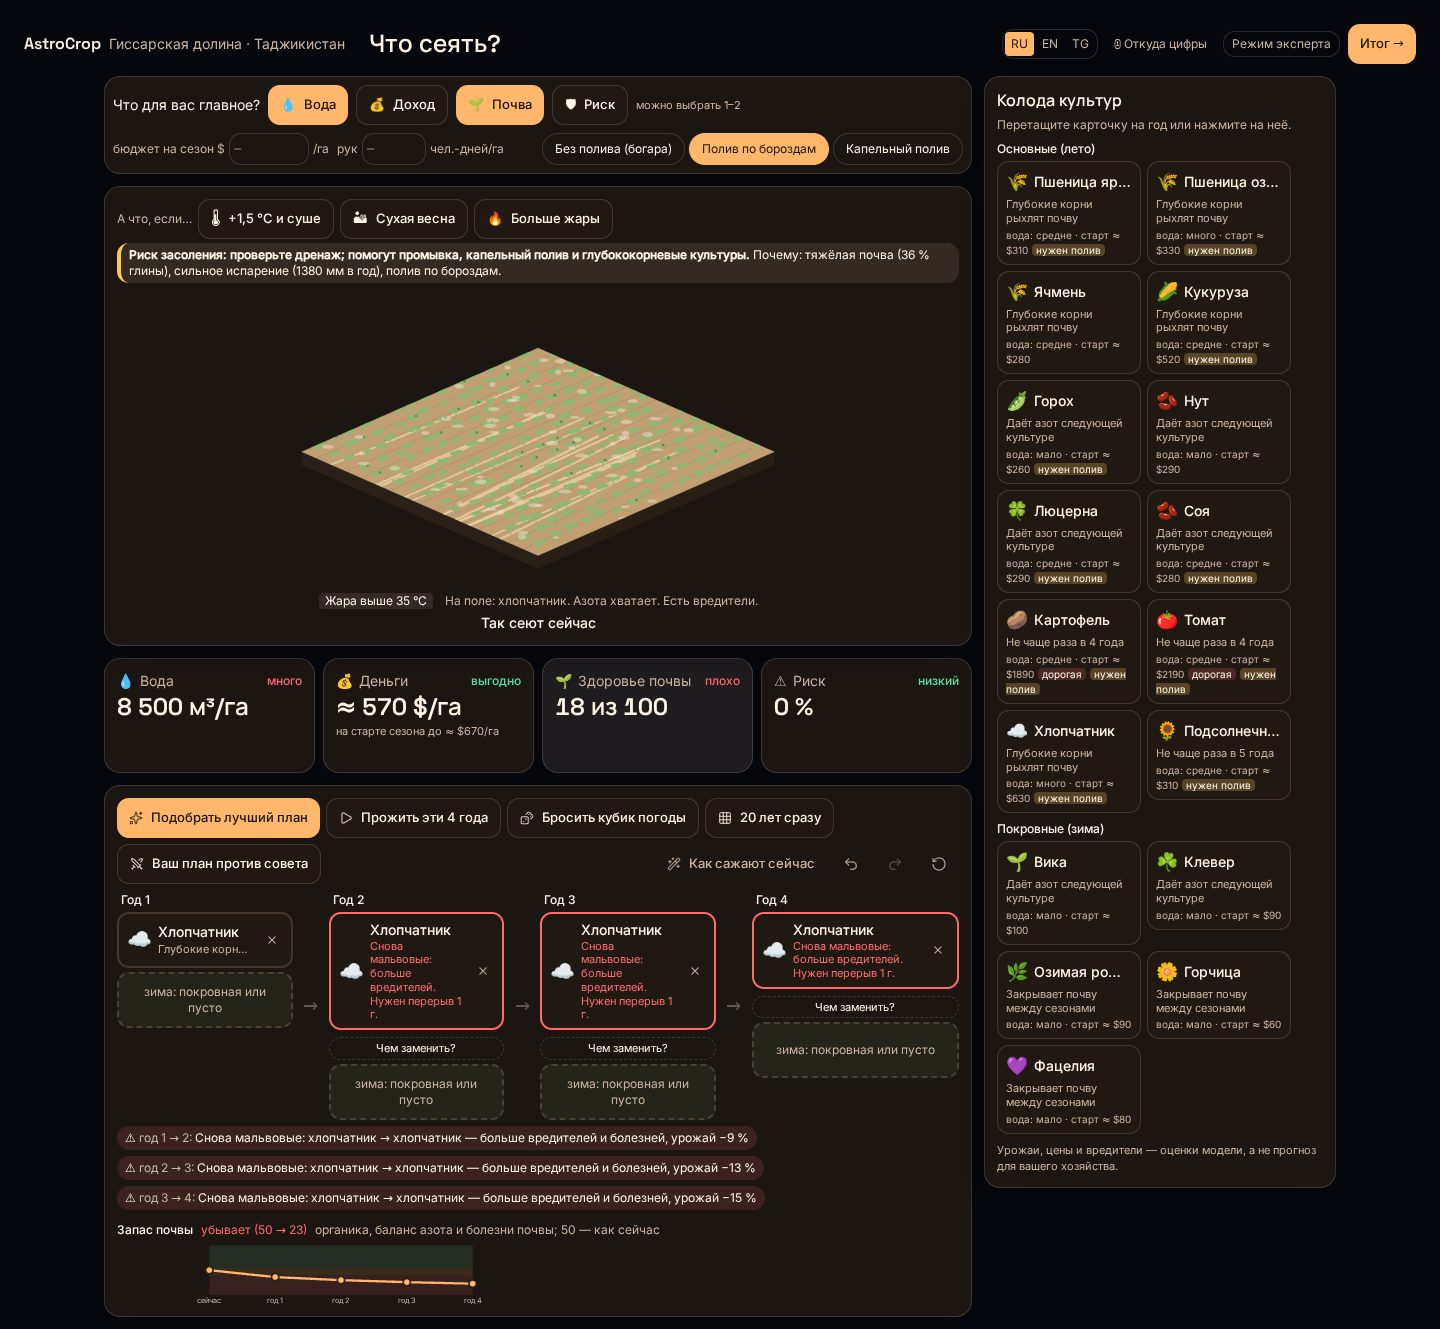 AstroCrop Гиссарская долина · Таджикистан Что сеять?
RU EN TG Откуда цифры Режим эксперта Итог →
Что для вас главное? Вода Доход Почва Риск можно выбрать 1–2
бюджет на сезон $ – /га рук – чел.-дней/га Без полива (богара) Полив по бороздам Капельный полив
А что, если... +1,5 °C и суше Сухая весна Больше жары
Риск засоления: проверьте дренаж; помогут промывка, капельный полив и глубококорневые культуры. Почему: тяжёлая почва (36 %
глины), сильное испарение (1380 мм в год), полив по бороздам.
Жара выше 35 °C На поле: хлопчатник. Азота хватает. Есть вредители.
Так сеют сейчас
Вода много
8 500 м³/га
Деньги выгодно
≈ 570 $/га
на старте сезона до ≈ $670/га
Здоровье почвы плохо
18 из 100
Риск низкий
0 %
Подобрать лучший план Прожить эти 4 года Бросить кубик погоды 20 лет сразу
Ваш план против совета Как сажают сейчас
Год 1
Хлопчатник
Глубокие корн...
зима: покровная или
пусто
→
Год 2
Хлопчатник
Снова
мальвовые:
больше
вредителей.
Нужен перерыв 1
г.
Чем заменить?
зима: покровная или
пусто
→
Год 3
Хлопчатник
Снова
мальвовые:
больше
вредителей.
Нужен перерыв 1
г.
Чем заменить?
зима: покровная или
пусто
→
Год 4
Хлопчатник
Снова мальвовые:
больше вредителей.
Нужен перерыв 1 г.
Чем заменить?
зима: покровная или пусто
⚠ год 1 → 2: Снова мальвовые: хлопчатник → хлопчатник — больше вредителей и болезней, урожай −9 %
⚠ год 2 → 3: Снова мальвовые: хлопчатник → хлопчатник — больше вредителей и болезней, урожай −13 %
⚠ год 3 → 4: Снова мальвовые: хлопчатник → хлопчатник — больше вредителей и болезней, урожай −15 %
Запас почвы убывает (50 → 23) органика, баланс азота и болезни почвы; 50 — как сейчас
сейчас год 1 год 2 год 3 год 4
Колода культур
Перетащите карточку на год или нажмите на неё.
Основные (лето)
Пшеница яр...
Глубокие корни
рыхлят почву
вода: средне · старт ≈
$310 нужен полив
Пшеница оз...
Глубокие корни
рыхлят почву
вода: много · старт ≈
$330 нужен полив
Ячмень
Глубокие корни
рыхлят почву
вода: средне · старт ≈
$280
Кукуруза
Глубокие корни
рыхлят почву
вода: средне · старт ≈
$520 нужен полив
Горох
Даёт азот следующей
культуре
вода: мало · старт ≈
$260 нужен полив
Нут
Даёт азот следующей
культуре
вода: мало · старт ≈
$290
Люцерна
Даёт азот следующей
культуре
вода: средне · старт ≈
$290 нужен полив
Соя
Даёт азот следующей
культуре
вода: средне · старт ≈
$280 нужен полив
Картофель
Не чаще раза в 4 года
вода: средне · старт ≈
$1890 дорогая нужен
полив
Томат
Не чаще раза в 4 года
вода: средне · старт ≈
$2190 дорогая нужен
полив
Хлопчатник
Глубокие корни
рыхлят почву
вода: много · старт ≈
$630 нужен полив
Подсолнечн...
Не чаще раза в 5 года
вода: средне · старт ≈
$310 нужен полив
Покровные (зима)
Вика
Даёт азот следующей
культуре
вода: мало · старт ≈
$100
Клевер
Даёт азот следующей
культуре
вода: мало · старт ≈ $90
Озимая ро...
Закрывает почву
между сезонами
вода: мало · старт ≈ $90
Горчица
Закрывает почву
между сезонами
вода: мало · старт ≈ $60
Фацелия
Закрывает почву
между сезонами
вода: мало · старт ≈ $80
Урожаи, цены и вредители — оценки модели, а не прогноз
для вашего хозяйства.